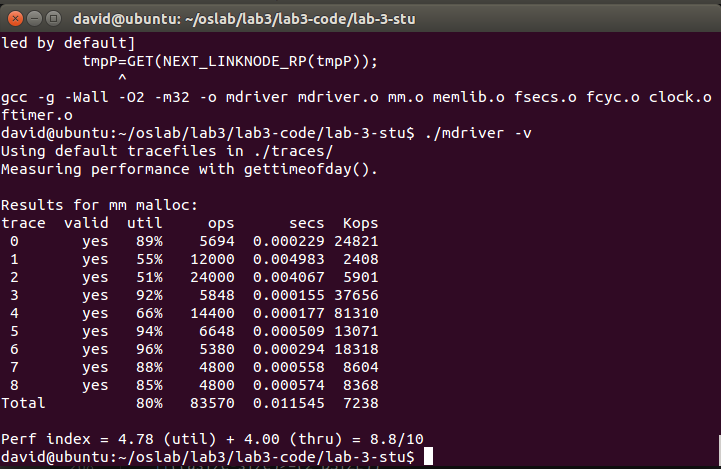 david@ubuntu: ~/oslab/lab3/lab3-code/lab-3-stu
led by default]
         tmpP=GET(NEXT_LINKNODE_RP(tmpP));
             ^
gcc -g -Wall -O2 -m32 -o mdriver mdriver.o mm.o memlib.o fsecs.o fcyc.o clock.o
ftimer.o
david@ubuntu:~/oslab/lab3/lab3-code/lab-3-stu$ ./mdriver -v
Using default tracefiles in ./traces/
Measuring performance with gettimeofday().
Results for mm malloc:
trace  valid  util     ops      secs  Kops
 0       yes   89%    5694  0.000229 24821
 1       yes   55%   12000  0.004983  2408
 2       yes   51%   24000  0.004067  5901
 3       yes   92%    5848  0.000155 37656
 4       yes   66%   14400  0.000177 81310
 5       yes   94%    6648  0.000509 13071
 6       yes   96%    5380  0.000294 18318
 7       yes   88%    4800  0.000558  8604
 8       yes   85%    4800  0.000574  8368
Total          80%   83570  0.011545  7238
Perf index = 4.78 (util) + 4.00 (thru) = 8.8/10
david@ubuntu:~/oslab/lab3/lab3-code/lab-3-stu$